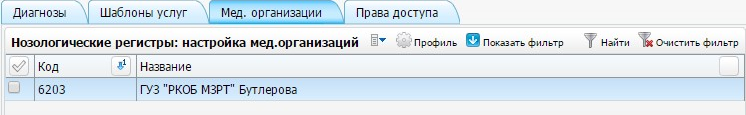 Диагнозы Шаблоны услуг Мед. организации Права доступа
Нозологические регистры: настройка мед.организаций Профиль Показать фильтр Найти Очистить фильтр
Код Название
6203 ГУЗ "РКОБ МЗРТ" Бутлерова